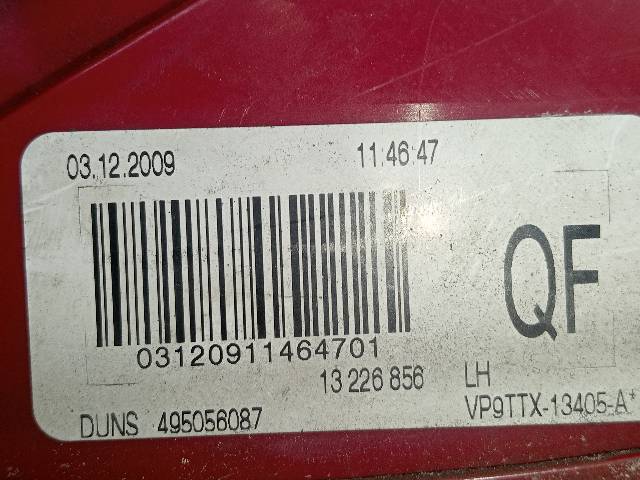 03.12.2009 11:46:47
QF
03120911464701
13 226 856 LH
DUNS 495056087 VP9TTX-13405-A*